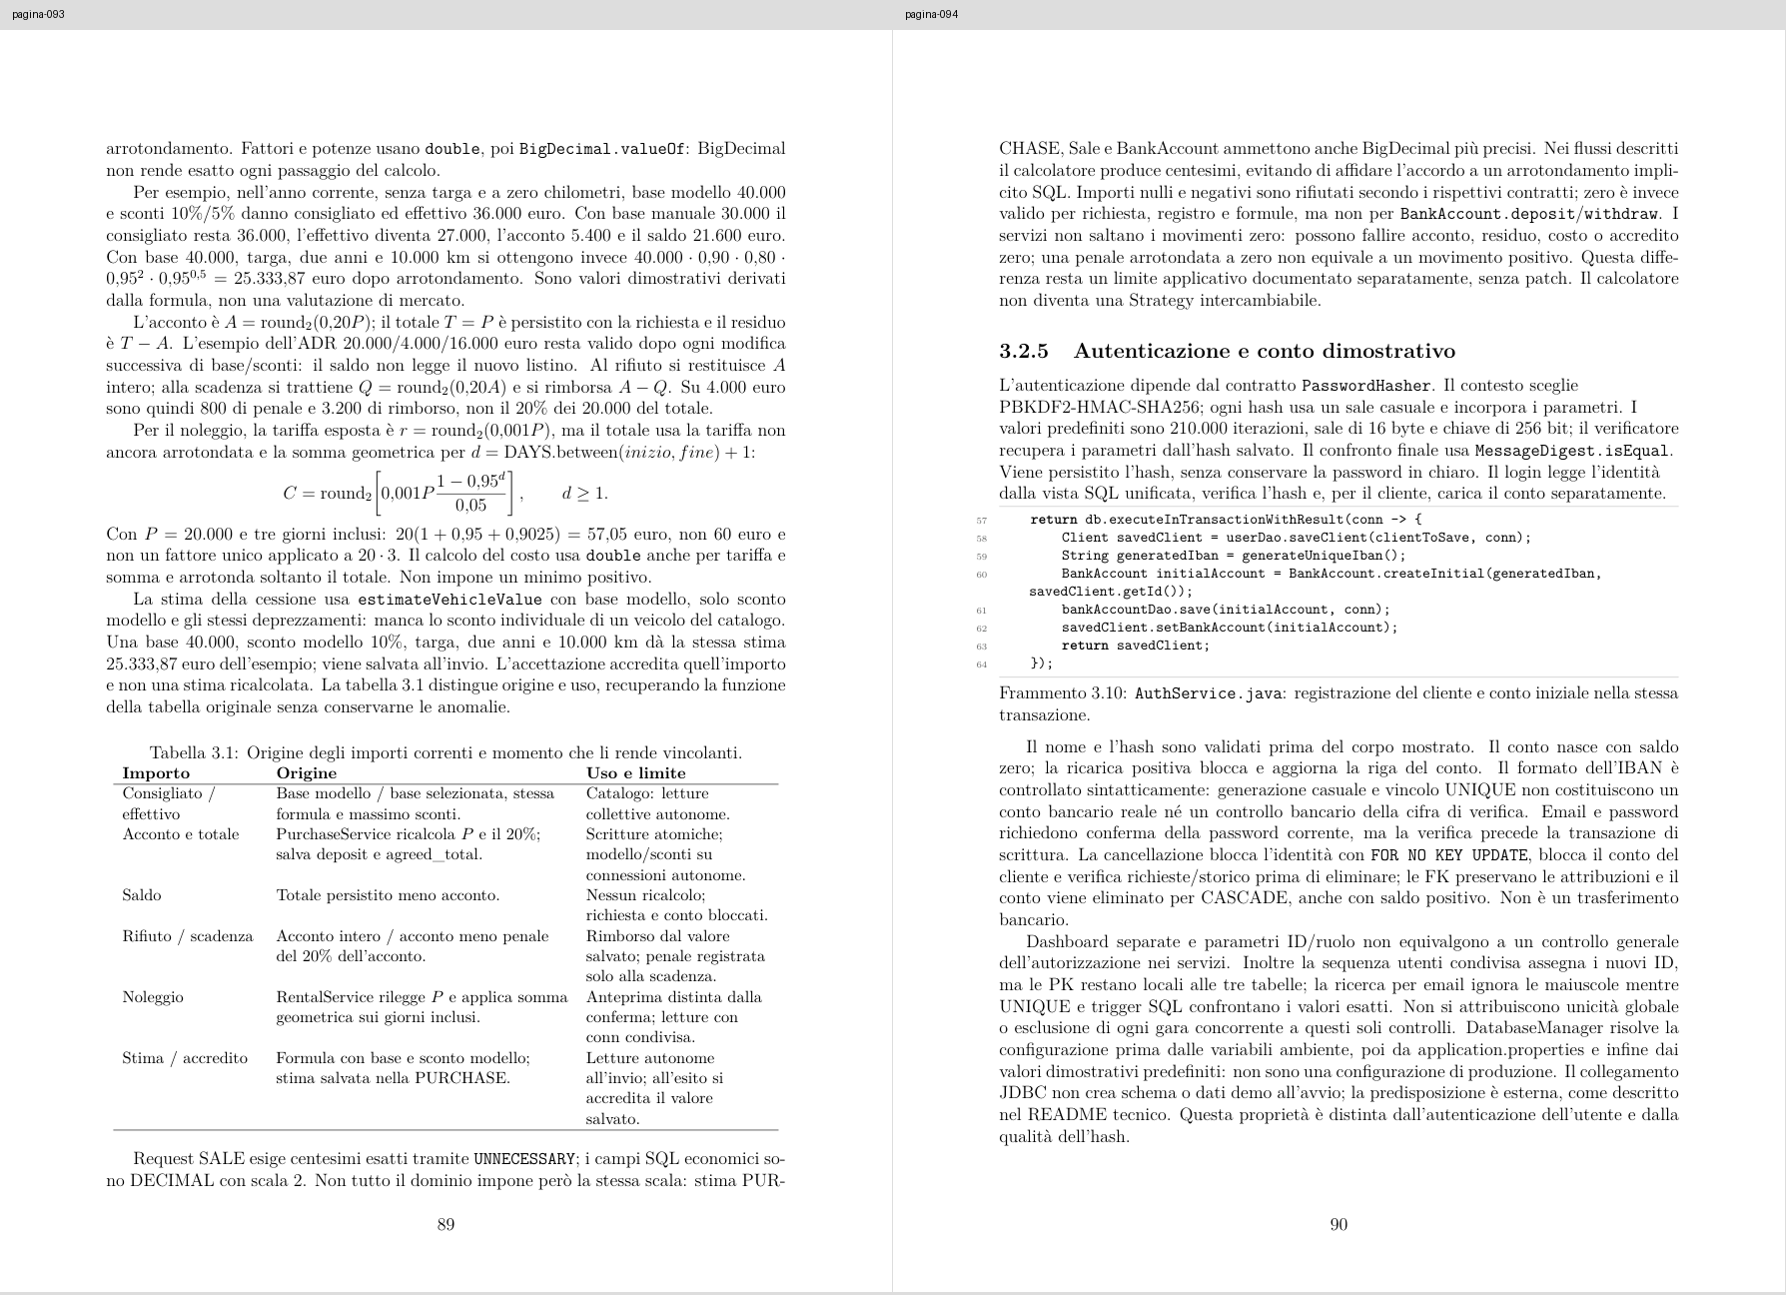 pagina-093
arrotondamento. Fattori e potenze usano double, poi BigDecimal.valueOf: BigDecimal
non rende esatto ogni passaggio del calcolo.
Per esempio, nell'anno corrente, senza targa e a zero chilometri, base modello 40.000
e sconti 10%/5% danno consigliato ed effettivo 36.000 euro. Con base manuale 30.000 il
consigliato resta 36.000, l'effettivo diventa 27.000, l'acconto 5.400 e il saldo 21.600 euro.
Con base 40.000, targa, due anni e 10.000 km si ottengono invece 40.000 · 0,90 · 0,80 ·
0,95² · 0,95^0,5 = 25.333,87 euro dopo arrotondamento. Sono valori dimostrativi derivati
dalla formula, non una valutazione di mercato.
L'acconto è A = round₂(0,20P); il totale T = P è persistito con la richiesta e il residuo
è T − A. L'esempio dell'ADR 20.000/4.000/16.000 euro resta valido dopo ogni modifica
successiva di base/sconti: il saldo non legge il nuovo listino. Al rifiuto si restituisce A
intero; alla scadenza si trattiene Q = round₂(0,20A) e si rimborsa A − Q. Su 4.000 euro
sono quindi 800 di penale e 3.200 di rimborso, non il 20% dei 20.000 del totale.
Per il noleggio, la tariffa esposta è r = round₂(0,001P), ma il totale usa la tariffa non
ancora arrotondata e la somma geometrica per d = DAYS.between(inizio, fine) + 1:
C = round₂[0,001P (1 − 0,95^d)/0,05], d ≥ 1.
Con P = 20.000 e tre giorni inclusi: 20(1 + 0,95 + 0,9025) = 57,05 euro, non 60 euro e
non un fattore unico applicato a 20 · 3. Il calcolo del costo usa double anche per tariffa e
somma e arrotonda soltanto il totale. Non impone un minimo positivo.
La stima della cessione usa estimateVehicleValue con base modello, solo sconto
modello e gli stessi deprezzamenti: manca lo sconto individuale di un veicolo del catalogo.
Una base 40.000, sconto modello 10%, targa, due anni e 10.000 km dà la stessa stima
25.333,87 euro dell'esempio; viene salvata all'invio. L'accettazione accredita quell'importo
e non una stima ricalcolata. La tabella 3.1 distingue origine e uso, recuperando la funzione
della tabella originale senza conservarne le anomalie.
Tabella 3.1: Origine degli importi correnti e momento che li rende vincolanti.
Importo Origine Uso e limite
Consigliato / Base modello / base selezionata, stessa Catalogo: letture
effettivo formula e massimo sconti. collettive autonome.
Acconto e totale PurchaseService ricalcola P e il 20%; Scritture atomiche;
salva deposit e agreed_total. modello/sconti su
connessioni autonome.
Saldo Totale persistito meno acconto. Nessun ricalcolo;
richiesta e conto bloccati.
Rifiuto / scadenza Acconto intero / acconto meno penale Rimborso dal valore
del 20% dell'acconto. salvato; penale registrata
solo alla scadenza.
Noleggio RentalService rilegge P e applica somma Anteprima distinta dalla
geometrica sui giorni inclusi. conferma; letture con
conn condivisa.
Stima / accredito Formula con base e sconto modello; Letture autonome
stima salvata nella PURCHASE. all'invio; all'esito si
accredita il valore
salvato.
Request SALE esige centesimi esatti tramite UNNECESSARY; i campi SQL economici so-
no DECIMAL con scala 2. Non tutto il dominio impone però la stessa scala: stima PUR-
89
pagina-094
CHASE, Sale e BankAccount ammettono anche BigDecimal più precisi. Nei flussi descritti
il calcolatore produce centesimi, evitando di affidare l'accordo a un arrotondamento impli-
cito SQL. Importi nulli e negativi sono rifiutati secondo i rispettivi contratti; zero è invece
valido per richiesta, registro e formule, ma non per BankAccount.deposit/withdraw. I
servizi non saltano i movimenti zero: possono fallire acconto, residuo, costo o accredito
zero; una penale arrotondata a zero non equivale a un movimento positivo. Questa diffe-
renza resta un limite applicativo documentato separatamente, senza patch. Il calcolatore
non diventa una Strategy intercambiabile.
3.2.5 Autenticazione e conto dimostrativo
L'autenticazione dipende dal contratto PasswordHasher. Il contesto sceglie
PBKDF2-HMAC-SHA256; ogni hash usa un sale casuale e incorpora i parametri. I
valori predefiniti sono 210.000 iterazioni, sale di 16 byte e chiave di 256 bit; il verificatore
recupera i parametri dall'hash salvato. Il confronto finale usa MessageDigest.isEqual.
Viene persistito l'hash, senza conservare la password in chiaro. Il login legge l'identità
dalla vista SQL unificata, verifica l'hash e, per il cliente, carica il conto separatamente.
57 return db.executeInTransactionWithResult(conn -> {
58 Client savedClient = userDao.saveClient(clientToSave, conn);
59 String generatedIban = generateUniqueIban();
60 BankAccount initialAccount = BankAccount.createInitial(generatedIban,
savedClient.getId());
61 bankAccountDao.save(initialAccount, conn);
62 savedClient.setBankAccount(initialAccount);
63 return savedClient;
64 });
Frammento 3.10: AuthService.java: registrazione del cliente e conto iniziale nella stessa
transazione.
Il nome e l'hash sono validati prima del corpo mostrato. Il conto nasce con saldo
zero; la ricarica positiva blocca e aggiorna la riga del conto. Il formato dell'IBAN è
controllato sintatticamente: generazione casuale e vincolo UNIQUE non costituiscono un
conto bancario reale né un controllo bancario della cifra di verifica. Email e password
richiedono conferma della password corrente, ma la verifica precede la transazione di
scrittura. La cancellazione blocca l'identità con FOR NO KEY UPDATE, blocca il conto del
cliente e verifica richieste/storico prima di eliminare; le FK preservano le attribuzioni e il
conto viene eliminato per CASCADE, anche con saldo positivo. Non è un trasferimento
bancario.
Dashboard separate e parametri ID/ruolo non equivalgono a un controllo generale
dell'autorizzazione nei servizi. Inoltre la sequenza utenti condivisa assegna i nuovi ID,
ma le PK restano locali alle tre tabelle; la ricerca per email ignora le maiuscole mentre
UNIQUE e trigger SQL confrontano i valori esatti. Non si attribuiscono unicità globale
o esclusione di ogni gara concorrente a questi soli controlli. DatabaseManager risolve la
configurazione prima dalle variabili ambiente, poi da application.properties e infine dai
valori dimostrativi predefiniti: non sono una configurazione di produzione. Il collegamento
JDBC non crea schema o dati demo all'avvio; la predisposizione è esterna, come descritto
nel README tecnico. Questa proprietà è distinta dall'autenticazione dell'utente e dalla
qualità dell'hash.
90